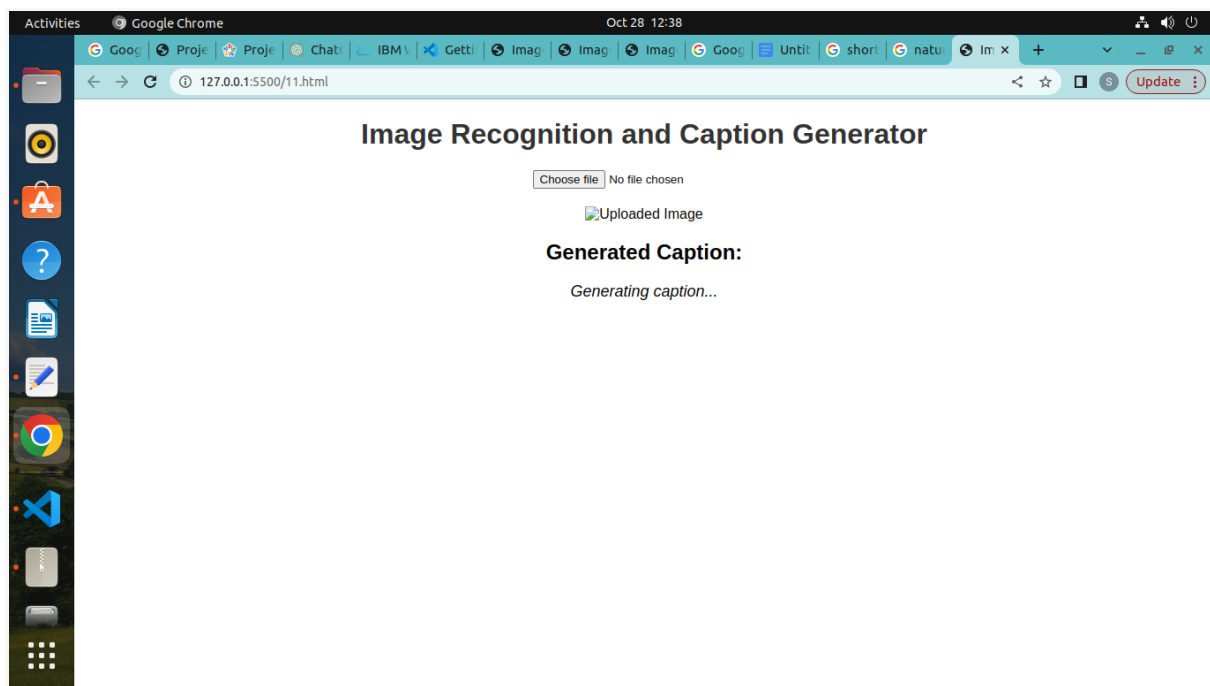 Activities Google Chrome Oct 28 12:38
Goog Proje Proje Chat IBM Getti Imag Imag Imag Goog Untit short natu Im
127.0.0.1:5500/11.html S Update
Image Recognition and Caption Generator
Choose file No file chosen
Uploaded Image
Generated Caption:
Generating caption...